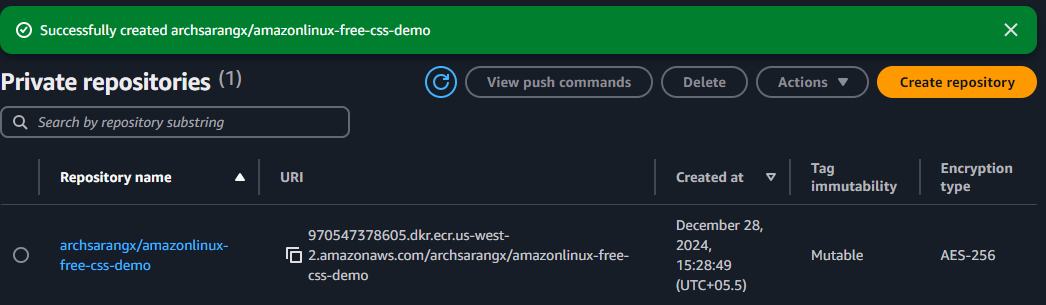 Successfully created archsarangx/amazonlinux-free-css-demo
Private repositories (1)
View push commands
Delete
Actions
Create repository
Search by repository substring
Repository name
URI
Created at
Tag
immutability
Encryption
type
archsarangx/amazonlinux-
free-css-demo
970547378605.dkr.ecr.us-west-
2.amazonaws.com/archsarangx/amazonlinux-free-
css-demo
December 28,
2024,
15:28:49
(UTC+05.5)
Mutable
AES-256